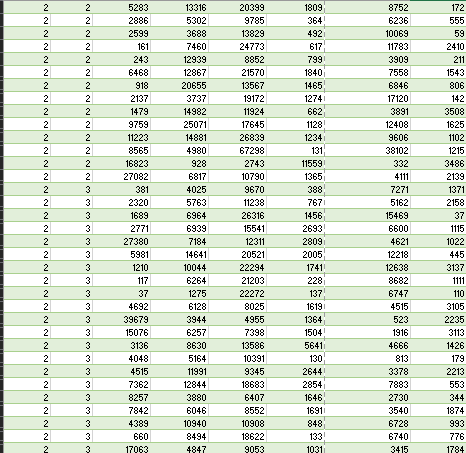 2 2 5283 13316 20399 1809 8752 172
2 2 2886 5302 9785 364 6236 555
2 2 2599 3688 13829 492 10069 59
2 2 161 7460 24773 617 11783 2410
2 2 243 12939 8852 799 3909 211
2 2 6468 12867 21570 1840 7558 1543
2 2 918 20655 13567 1465 6846 806
2 2 2137 3737 19172 1274 17120 142
2 2 1479 14982 11924 662 3891 3508
2 2 9759 25071 17645 1128 12408 1625
2 2 11223 14881 26839 1234 9606 1102
2 2 8565 4980 67298 131 38102 1215
2 2 16823 928 2743 11559 332 3486
2 2 27082 6817 10790 1365 4111 2139
2 3 381 4025 9670 388 7271 1371
2 3 2320 5763 11238 767 5162 2158
2 3 1689 6964 26316 1456 15469 37
2 3 2771 6939 15541 2693 6600 1115
2 3 27380 7184 12311 2809 4621 1022
2 3 5981 14641 20521 2005 12218 445
2 3 1210 10044 22294 1741 12638 3137
2 3 117 6264 21203 228 8682 1111
2 3 37 1275 22272 137 6747 110
2 3 4692 6128 8025 1619 4515 3105
2 3 39679 3944 4955 1364 523 2235
2 3 15076 6257 7398 1504 1916 3113
2 3 3136 8630 13586 5641 4666 1426
2 3 4048 5164 10391 130 813 179
2 3 4515 11991 9345 2644 3378 2213
2 3 7362 12844 18683 2854 7883 553
2 3 8257 3880 6407 1646 2730 344
2 3 7842 6046 8552 1691 3540 1874
2 3 4389 10940 10908 848 6728 993
2 3 660 8494 18622 133 6740 776
2 3 17063 4847 9053 1031 3415 1784